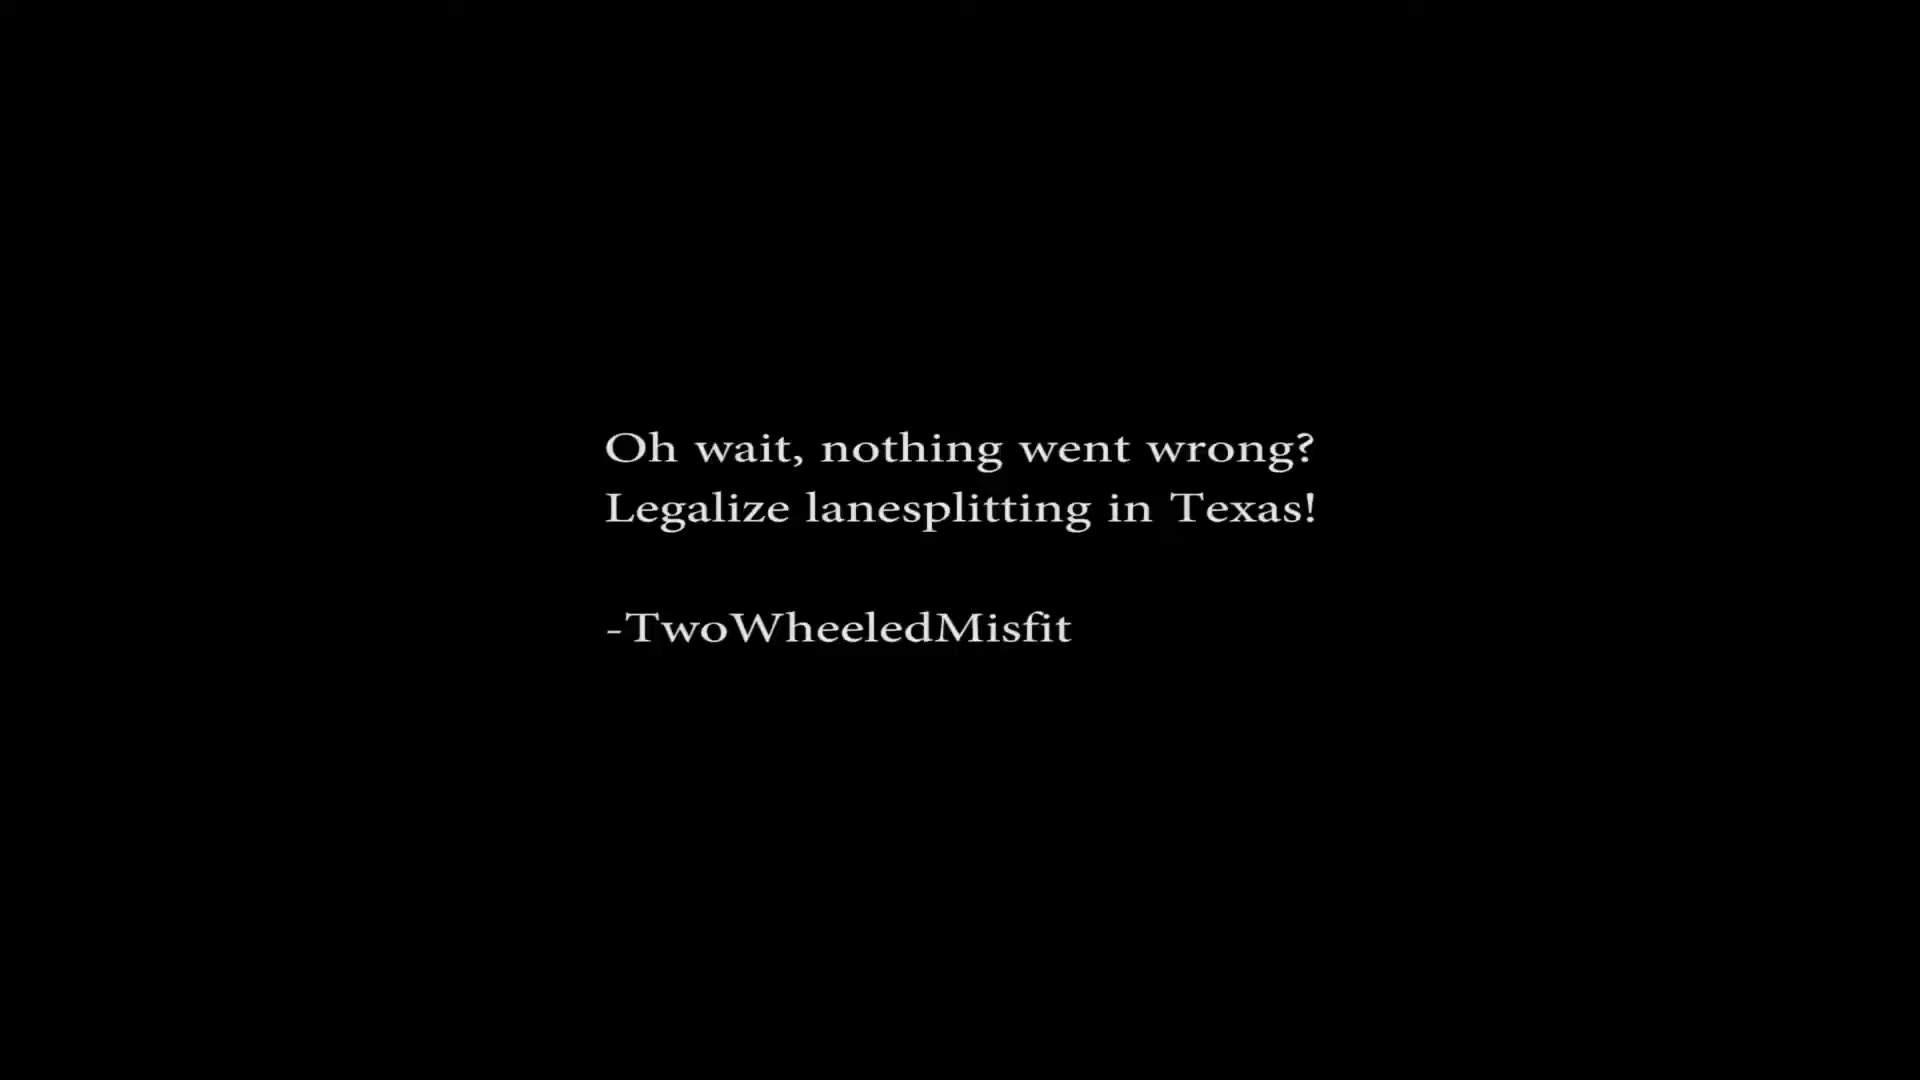 Oh wait, nothing went wrong?
Legalize lanesplitting in Texas!
-TwoWheeledMisfit